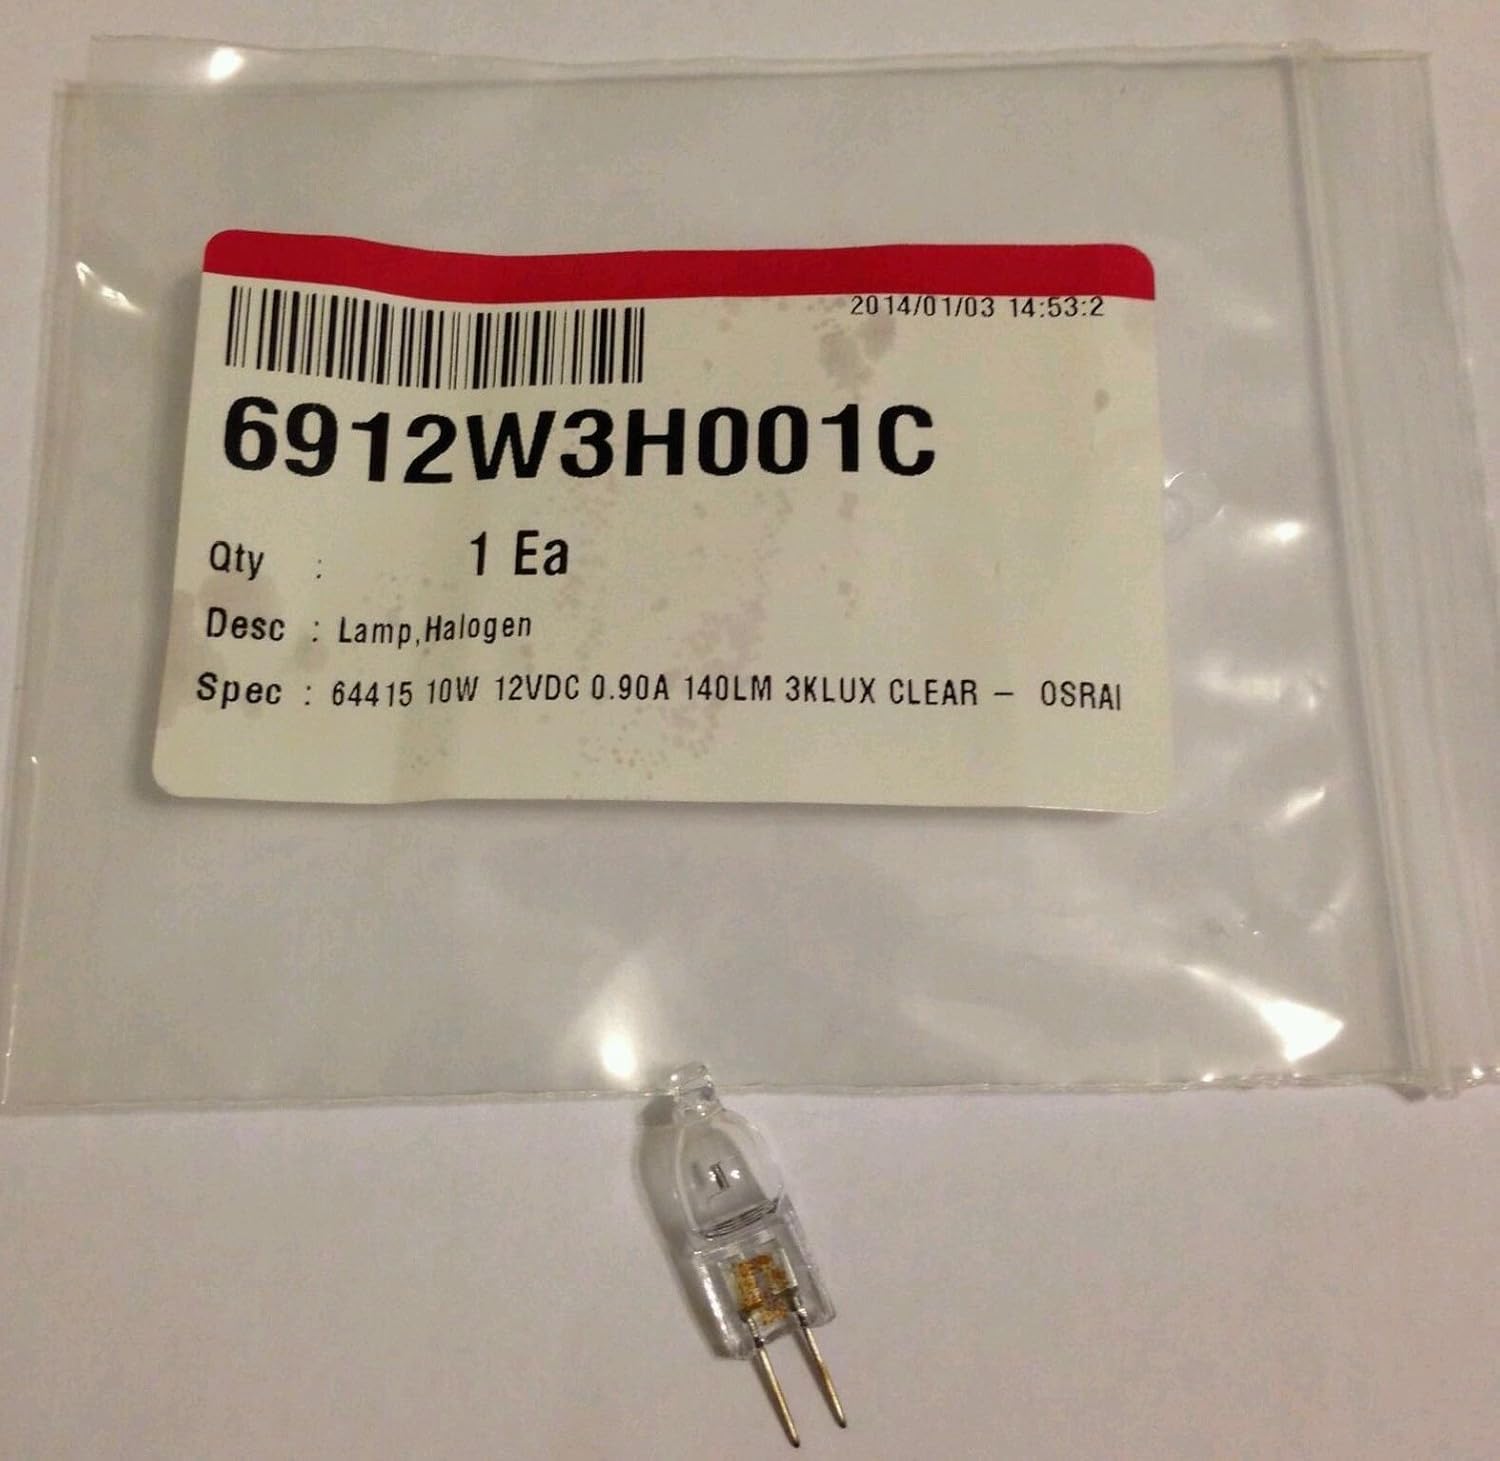 2014/01/03 14:53:2
6912W3H001C
Qty : 1 Ea
Desc : Lamp,Halogen
Spec : 64415 10W 12VDC 0.90A 140LM 3KLUX CLEAR - OSRAI